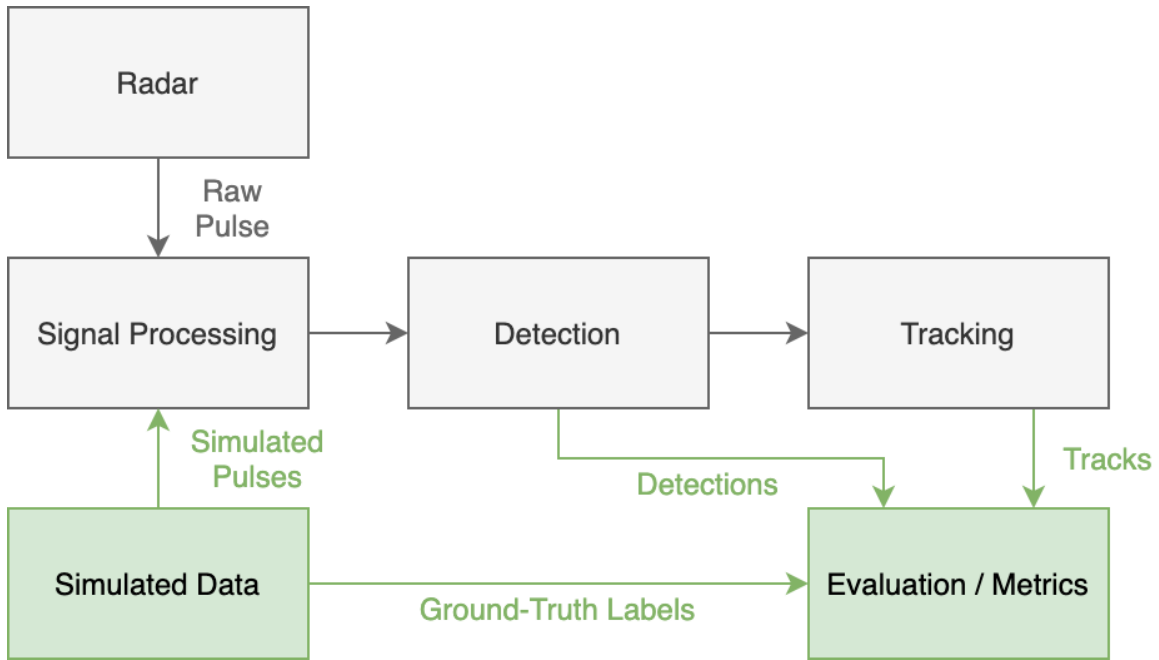 Radar
Raw
Pulse
Signal Processing
Detection
Tracking
Simulated
Pulses
Detections
Tracks
Simulated Data
Ground-Truth Labels
Evaluation / Metrics